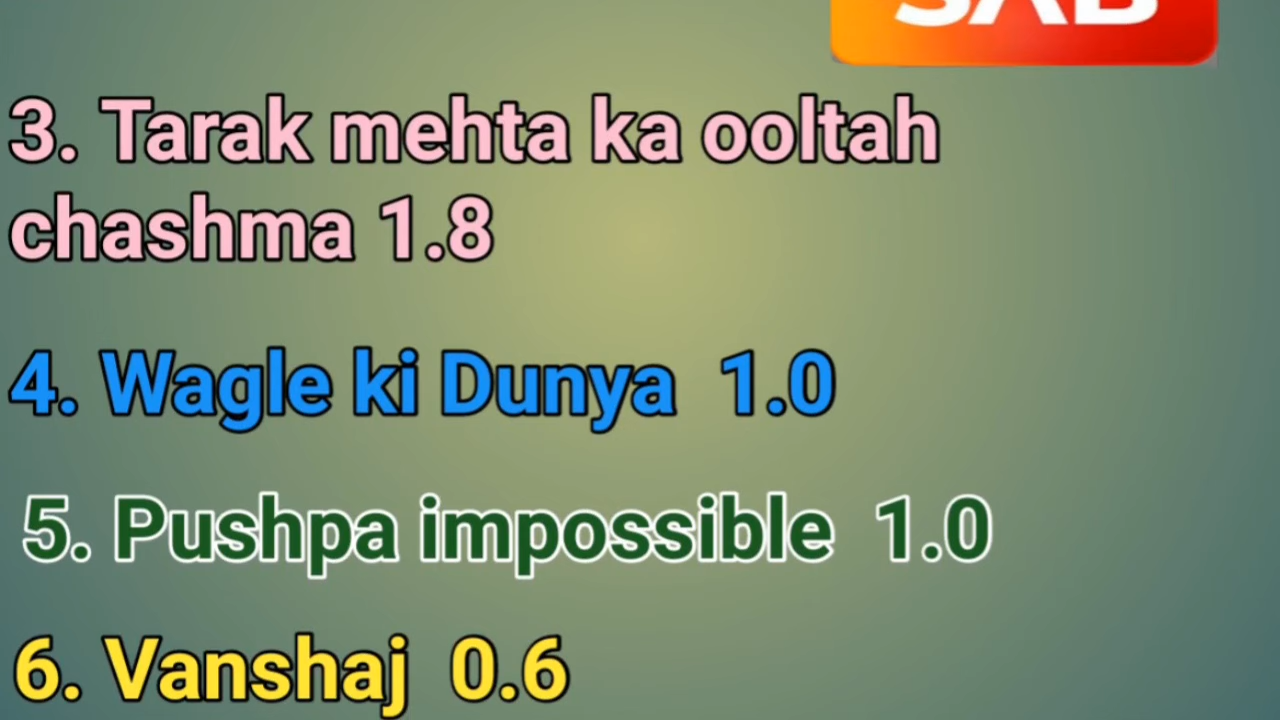 SAB
3. Tarak mehta ka ooltah
chashma 1.8
4. Wagle ki Dunya 1.0
5. Pushpa impossible 1.0
6. Vanshaj 0.6